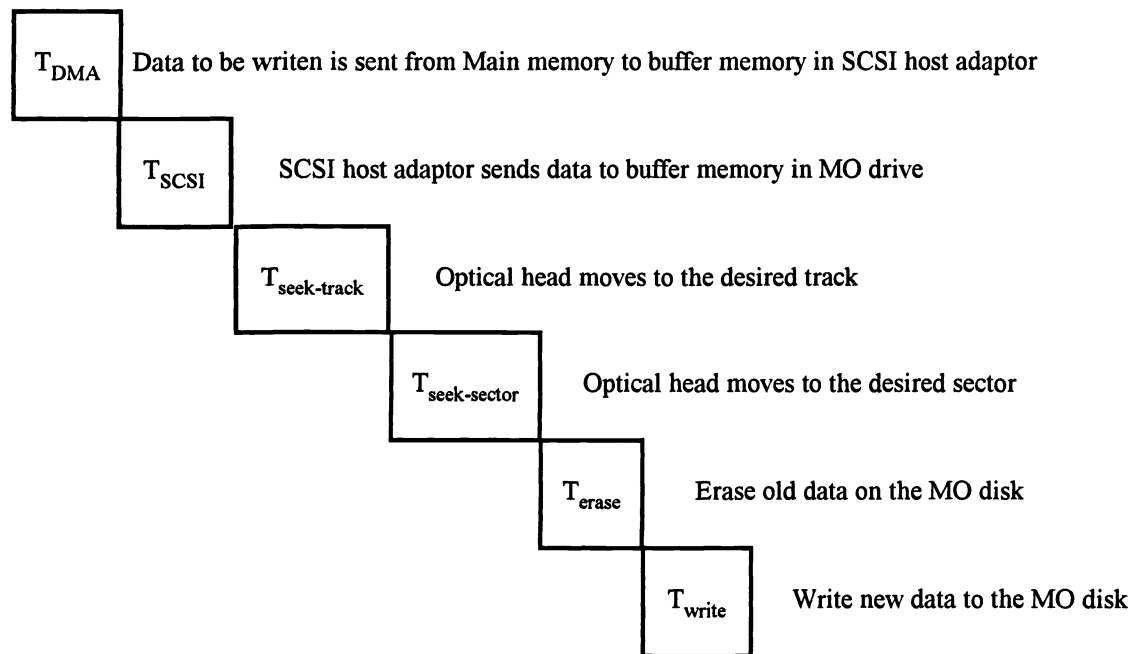 T_DMA Data to be writen is sent from Main memory to buffer memory in SCSI host adaptor
T_SCSI SCSI host adaptor sends data to buffer memory in MO drive
T_seek-track Optical head moves to the desired track
T_seek-sector Optical head moves to the desired sector
T_erase Erase old data on the MO disk
T_write Write new data to the MO disk